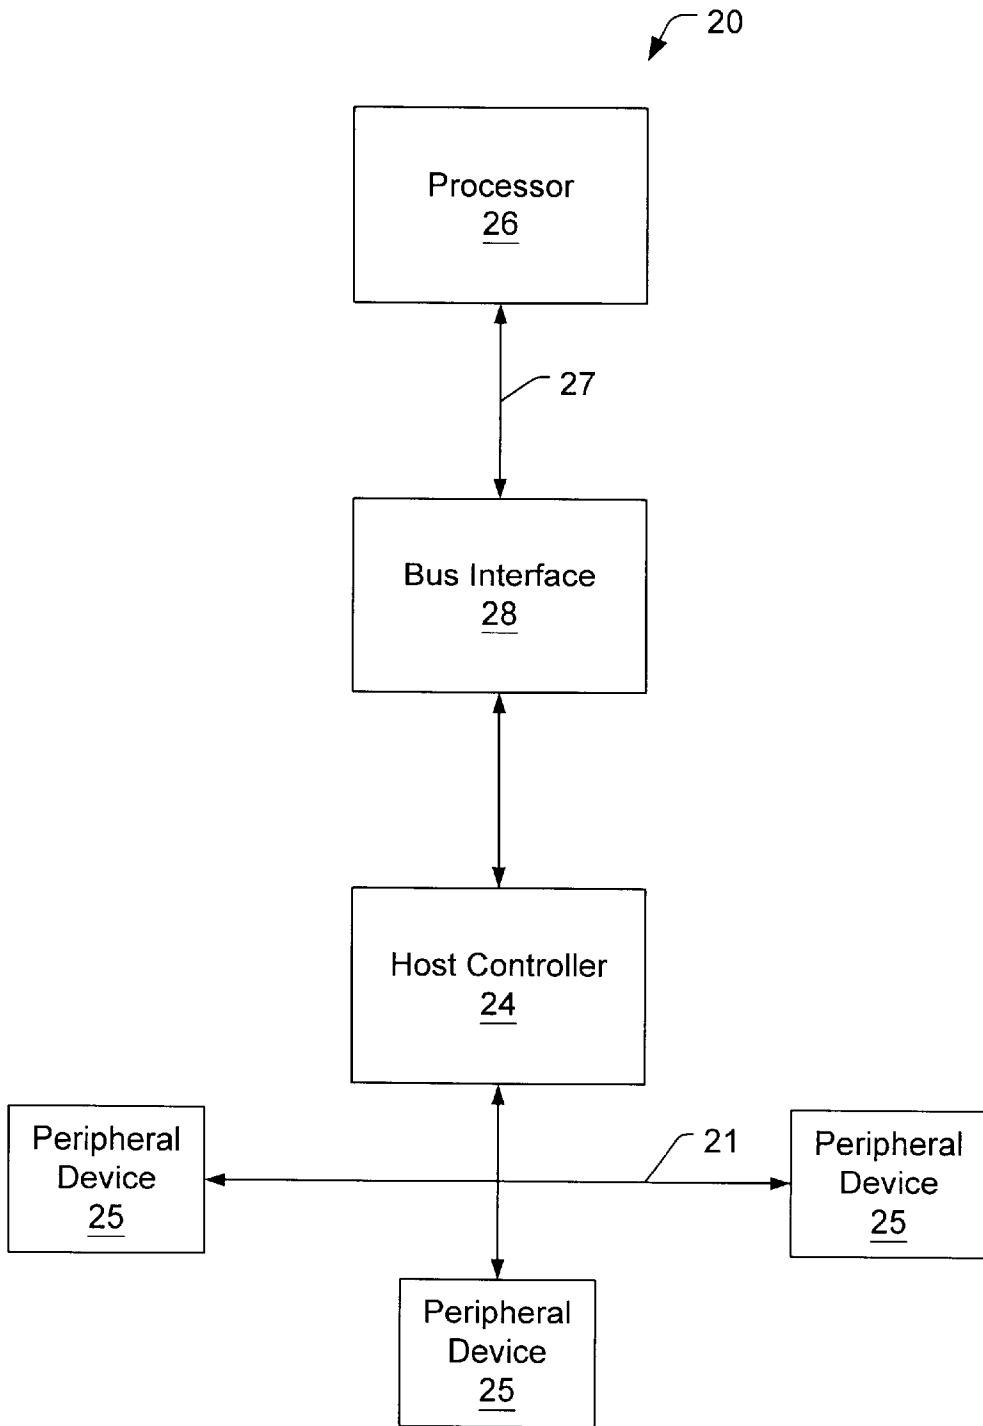 20
Processor
26
27
Bus Interface
28
Host Controller
24
Peripheral
Device
25
21
Peripheral
Device
25
Peripheral
Device
25